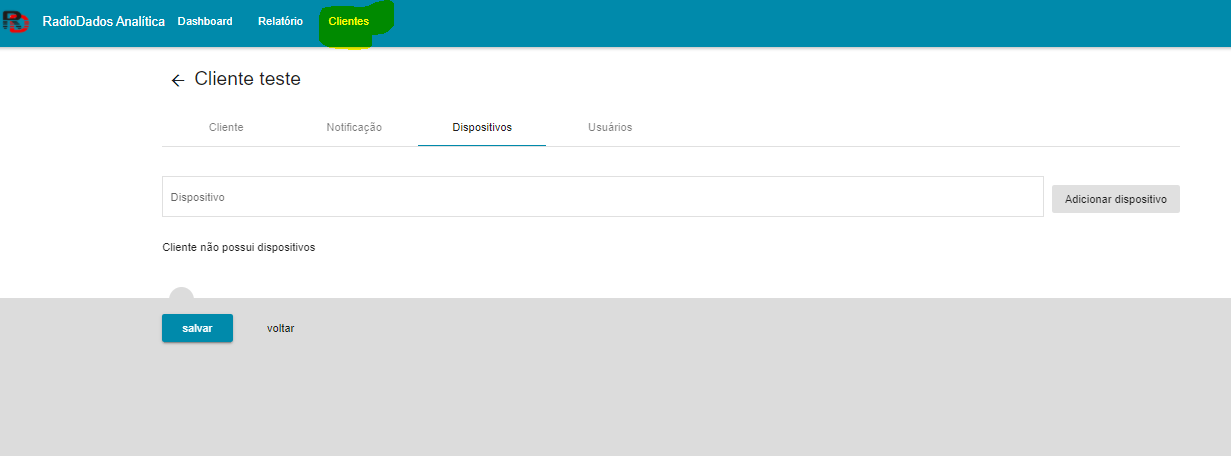 RadioDados Analítica Dashboard Relatório Clientes
Cliente teste
Cliente Notificação Dispositivos Usuários
Dispositivo Adicionar dispositivo
Cliente não possui dispositivos
salvar voltar